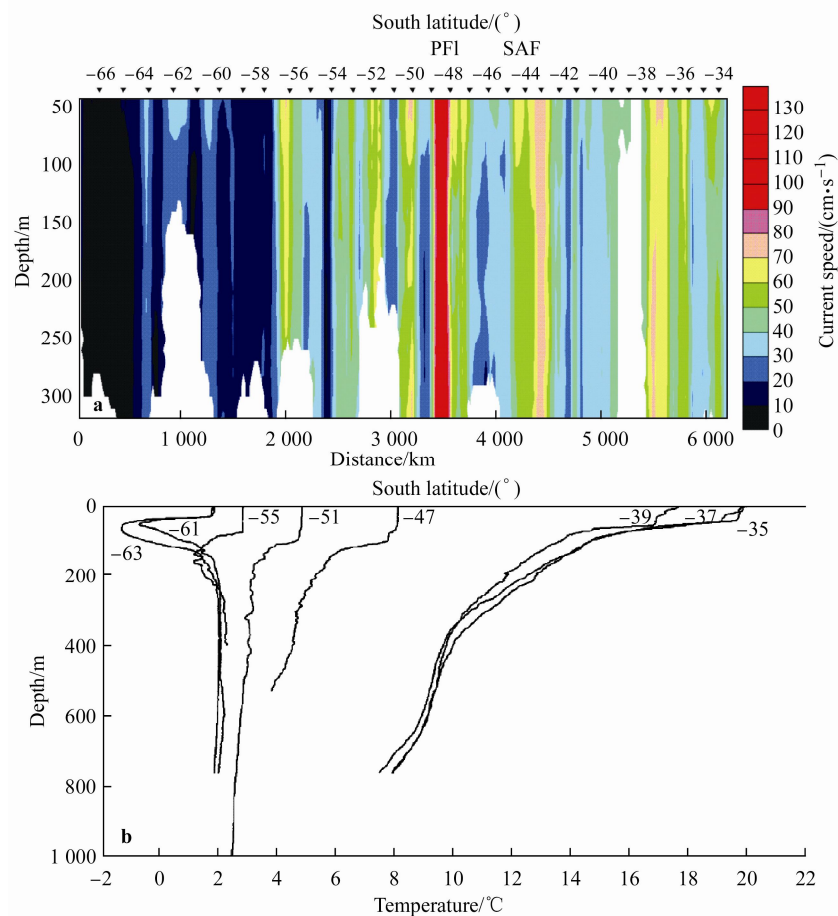 South latitude/(°)
PFl SAF
−66 −64 −62 −60 −58 −56 −54 −52 −50 −48 −46 −44 −42 −40 −38 −36 −34
50
100
150
200
250
300
Depth/m
a
0 1 000 2 000 3 000 4 000 5 000 6 000
Distance/km
130
120
110
100
90
80
70
60
50
40
30
20
10
0
Current speed/(cm•s⁻¹)
South latitude/(°)
0
200
400
600
800
1 000
Depth/m
−63
−61
−55
−51
−47
−39
−37
−35
b
−2 0 2 4 6 8 10 12 14 16 18 20 22
Temperature/℃